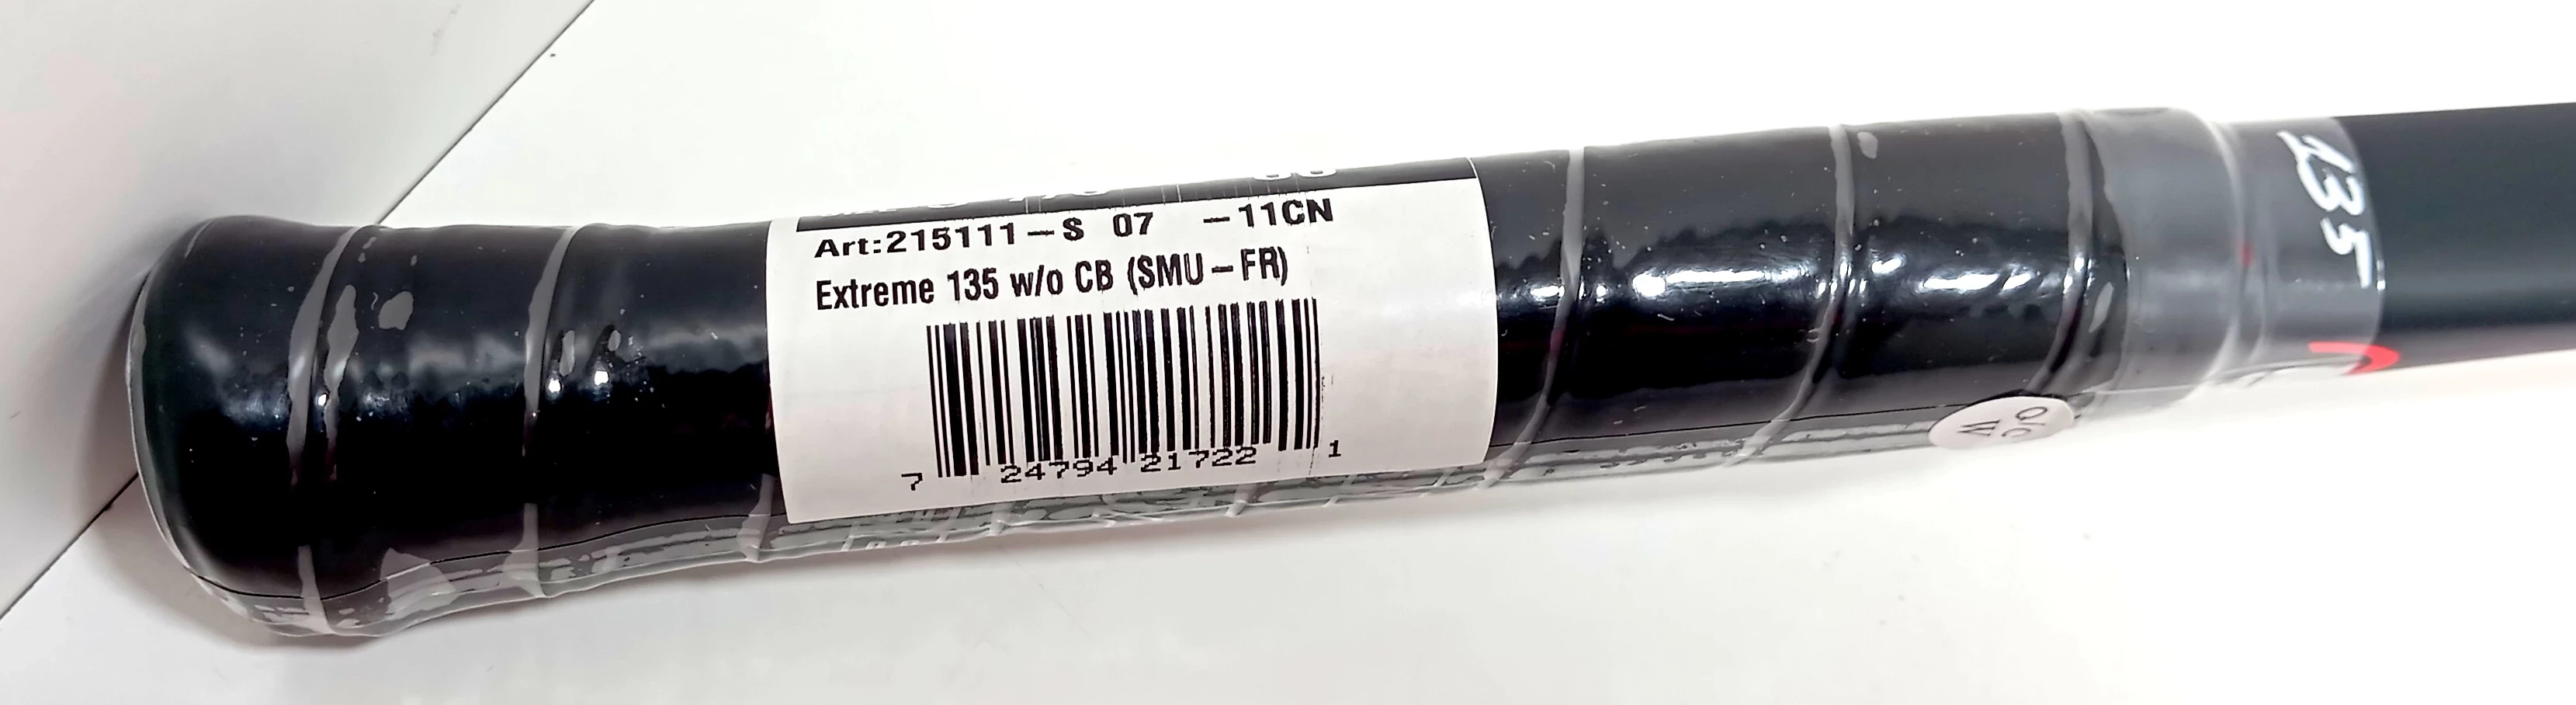 Art:215111-S 07 -11CN
Extreme 135 w/o CB (SMU-FR)
7 24794 21722 1
135
Q/C
W